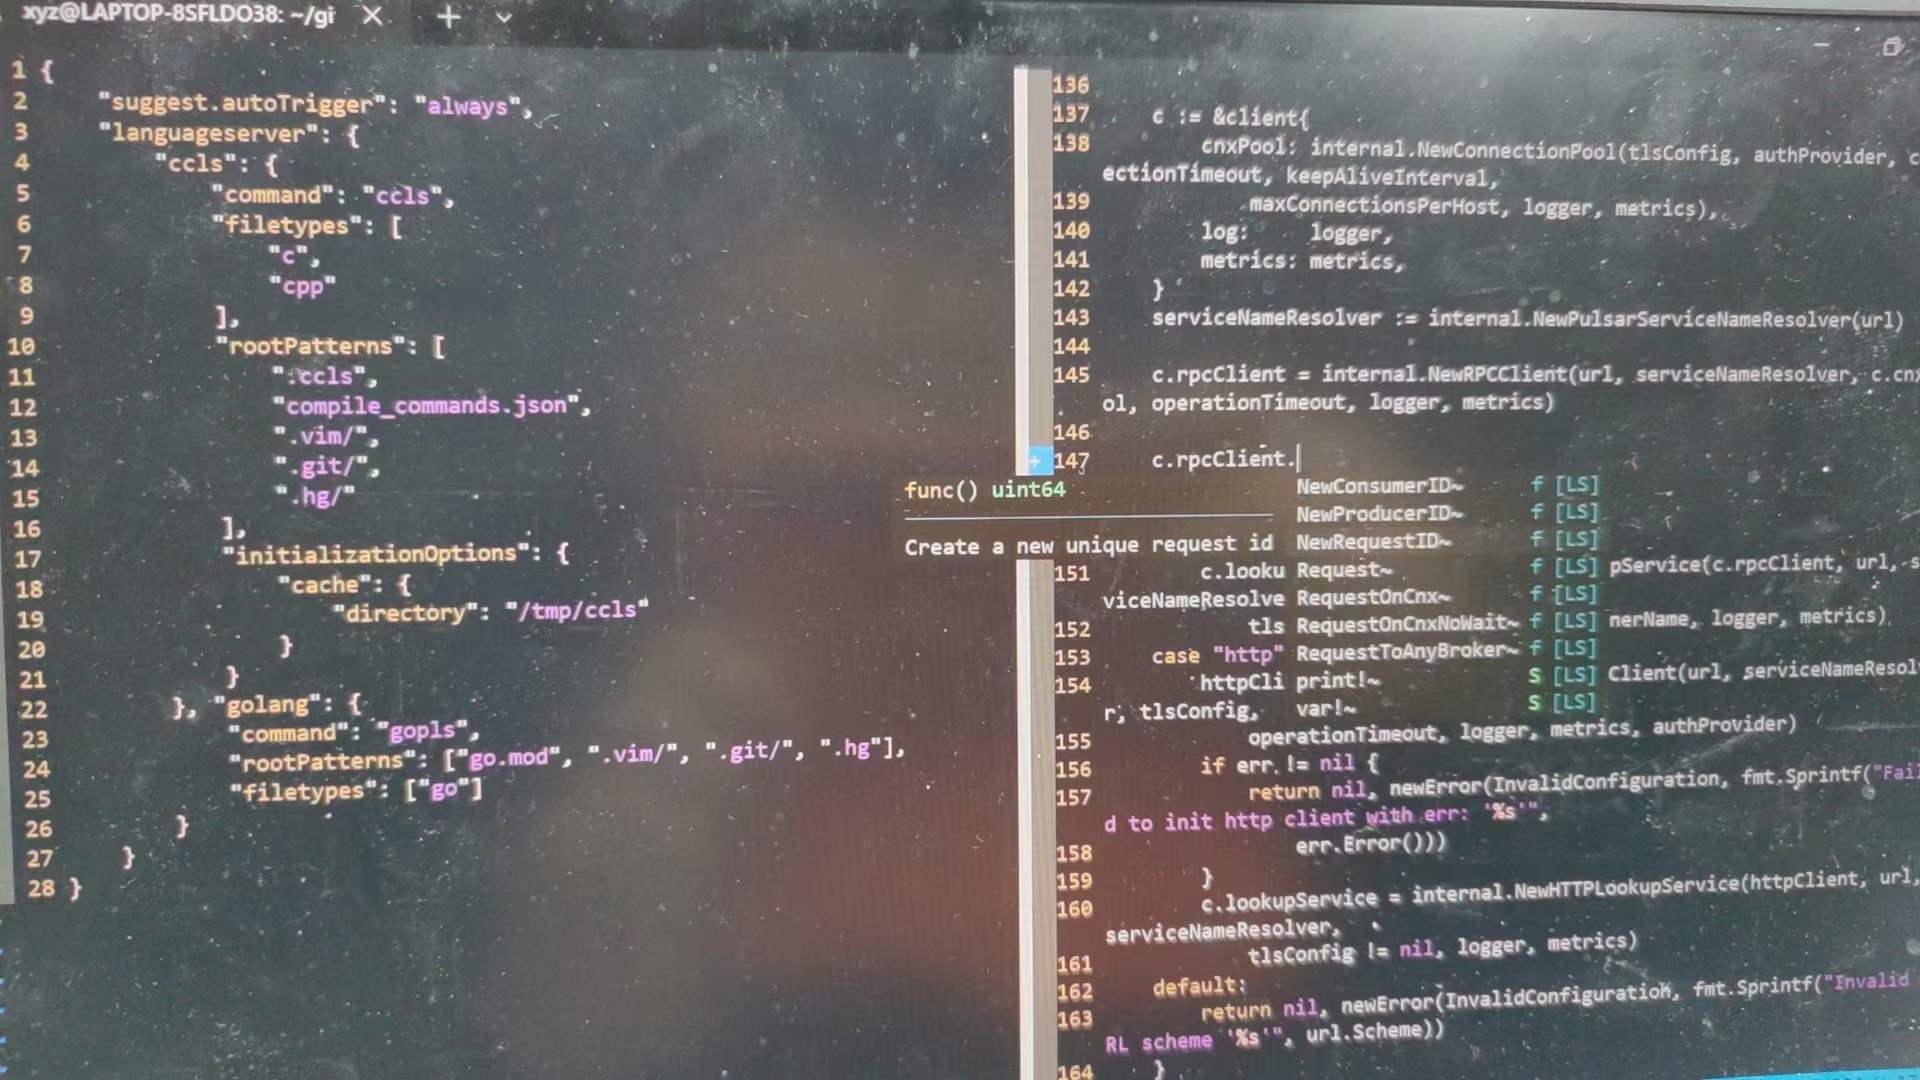 xyz@LAPTOP-8SFLDO38: ~/gi
1 {
2 "suggest.autoTrigger": "always",
3 "languageserver": {
4 "ccls": {
5 "command": "ccls",
6 "filetypes": [
7 "c",
8 "cpp"
9 ],
10 "rootPatterns": [
11 ".ccls",
12 "compile_commands.json",
13 ".vim/",
14 ".git/",
15 ".hg/"
16 ],
17 "initializationOptions": {
18 "cache": {
19 "directory": "/tmp/ccls"
20 }
21 }
22 }, "golang": {
23 "command": "gopls",
24 "rootPatterns": ["go.mod", ".vim/", ".git/", ".hg"],
25 "filetypes": ["go"]
26 }
27 }
28 }
136
137 c := &client{
138 cnxPool: internal.NewConnectionPool(tlsConfig, authProvider, c
ectionTimeout, keepAliveInterval,
139 maxConnectionsPerHost, logger, metrics),
140 log: logger,
141 metrics: metrics,
142 }
143 serviceNameResolver := internal.NewPulsarServiceNameResolver(url)
144
145 c.rpcClient = internal.NewRPCClient(url, serviceNameResolver, c.cnx
ol, operationTimeout, logger, metrics)
146
+ 147 c.rpcClient.
func() uint64
Create a new unique request id
NewConsumerID~ f [LS]
NewProducerID~ f [LS]
NewRequestID~ f [LS]
151 c.looku Request~ f [LS] pService(c.rpcClient, url, s
viceNameResolve RequestOnCnx~ f [LS]
152 tls RequestOnCnxNoWait~ f [LS] nerName, logger, metrics)
153 case "http" RequestToAnyBroker~ f [LS]
154 httpCli print!~ S [LS] Client(url, serviceNameResol
r, tlsConfig, var!~ S [LS]
155 operationTimeout, logger, metrics, authProvider)
156 if err != nil {
157 return nil, newError(InvalidConfiguration, fmt.Sprintf("Fail
d to init http client with err: '%s'",
158 err.Error()))
159 }
160 c.lookupService = internal.NewHTTPLookupService(httpClient, url,
serviceNameResolver,
161 tlsConfig != nil, logger, metrics)
162 default:
163 return nil, newError(InvalidConfiguration, fmt.Sprintf("Invalid
RL scheme '%s'", url.Scheme))
164 }